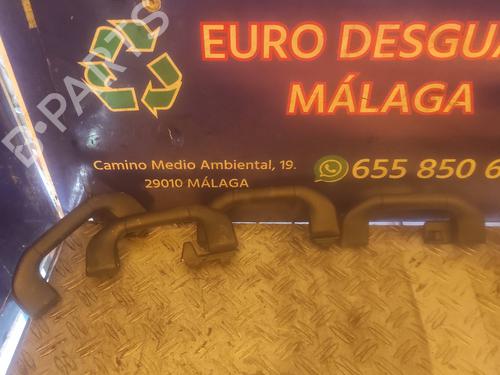 B-PARTS
EURO DESGUA
MÁLAGA
Camino Medio Ambiental, 19.
29010 MÁLAGA
655 850 6